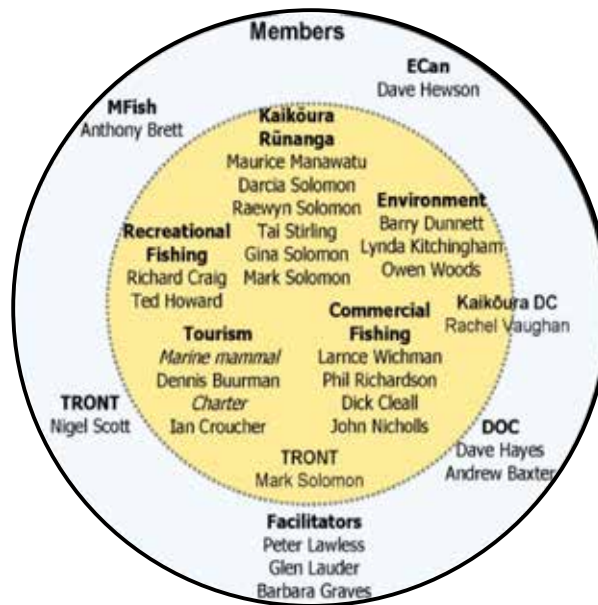 Members
ECan
Dave Hewson
MFish
Anthony Brett
Kaikōura
Rūnanga
Maurice Manawatu
Darcia Solomon
Raewyn Solomon
Tai Stirling
Gina Solomon
Mark Solomon
Environment
Barry Dunnett
Lynda Kitchingham
Owen Woods
Recreational
Fishing
Richard Craig
Ted Howard
Kaikōura DC
Rachel Vaughan
Commercial
Fishing
Larnce Wichman
Phil Richardson
Dick Cleall
John Nicholls
Tourism
Marine mammal
Dennis Buurman
Charter
Ian Croucher
TRONT
Nigel Scott
DOC
Dave Hayes
Andrew Baxter
TRONT
Mark Solomon
Facilitators
Peter Lawless
Glen Lauder
Barbara Graves